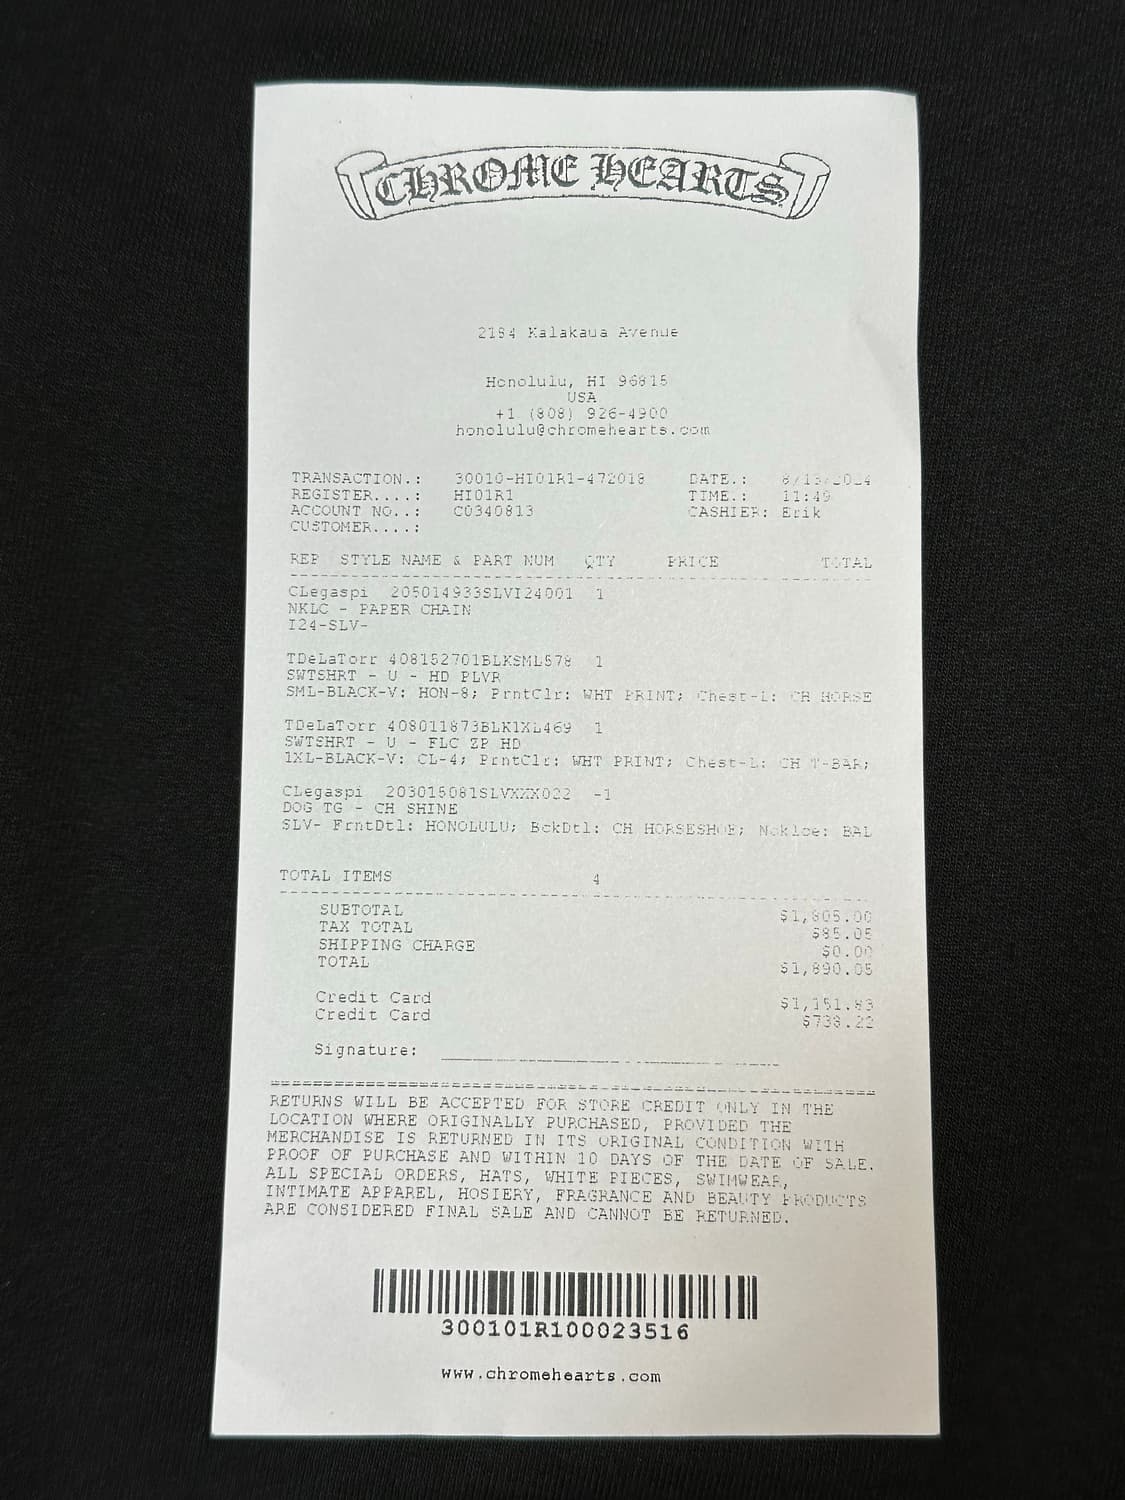 CHROME HEARTS
2184 Kalakaua Avenue
Honolulu, HI 96815
USA
+1 (808) 926-4900
honolulu@chromehearts.com
TRANSACTION.: 30010-HI01R1-472018 DATE.:
REGISTER....: HI01R1 TIME.: 11:49
ACCOUNT NO..: C0340813 CASHIER: Erik
CUSTOMER....:
REP STYLE NAME & PART NUM QTY PRICE TOTAL
CLegaspi 205014933SLVI24001 1
NKLC - PAPER CHAIN
I24-SLV-
TDeLaTorr 408152701BLKSML578 1
SWTSHRT - U - HD PLVR
SML-BLACK-V: HON-8; PrntClr: WHT PRINT; Chest-L: CH HORSE
TDeLaTorr 408011873BLK1XL469 1
SWTSHRT - U - FLC ZP HD
1XL-BLACK-V: CL-4; PrntClr: WHT PRINT; Chest-L: CH T-BAR;
CLegaspi 203015081SLVXXX022 -1
DOG TG - CH SHINE
SLV- FrntDtl: HONOLULU; BckDtl: CH HORSESHOE; BAL
TOTAL ITEMS 4
SUBTOTAL $1,805.00
TAX TOTAL $85.05
SHIPPING CHARGE $0.00
TOTAL $1,890.05
Credit Card $1,151.83
Credit Card $738.22
Signature:
RETURNS WILL BE ACCEPTED FOR STORE CREDIT ONLY IN THE
LOCATION WHERE ORIGINALLY PURCHASED, PROVIDED THE
MERCHANDISE IS RETURNED IN ITS ORIGINAL CONDITION WITH
PROOF OF PURCHASE AND WITHIN 10 DAYS OF THE DATE OF SALE.
ALL SPECIAL ORDERS, HATS, WHITE PIECES, SWIMWEAR,
INTIMATE APPAREL, HOSIERY, FRAGRANCE AND BEAUTY PRODUCTS
ARE CONSIDERED FINAL SALE AND CANNOT BE RETURNED.
300101R100023516
www.chromehearts.com